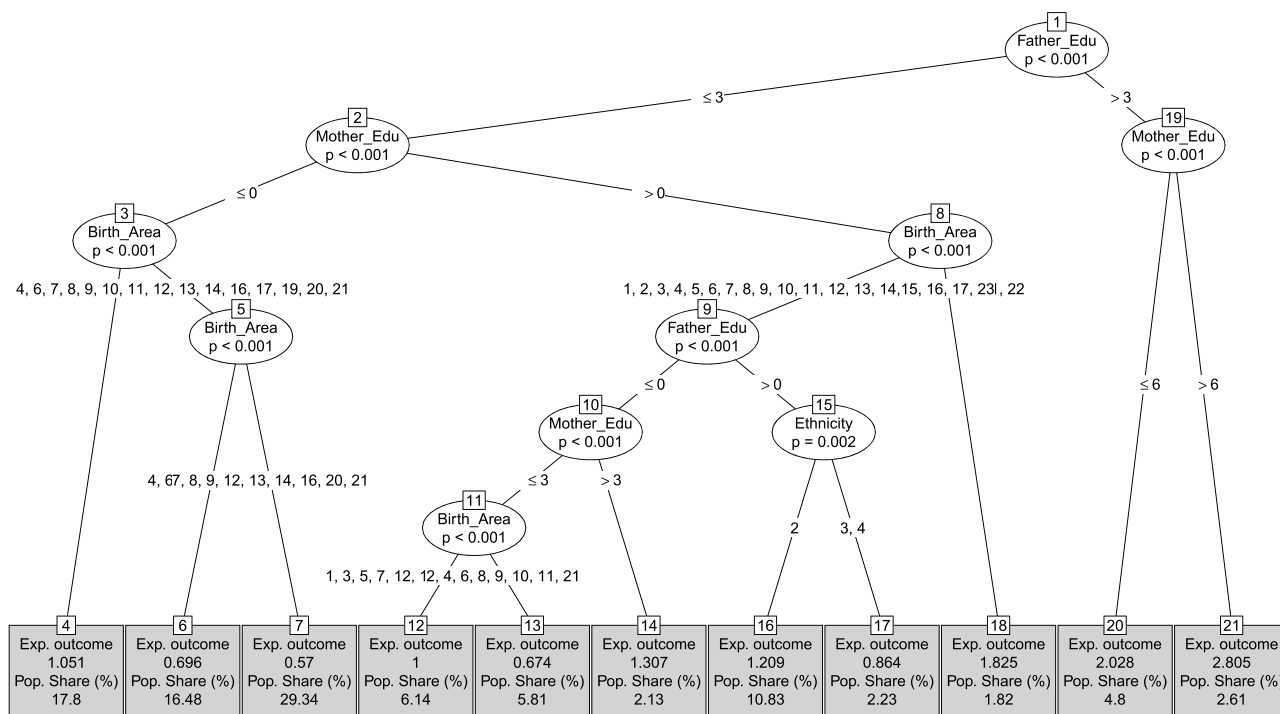 1
Father_Edu
p < 0.001
≤ 3
> 3
2
Mother_Edu
p < 0.001
19
Mother_Edu
p < 0.001
≤ 0
> 0
3
Birth_Area
p < 0.001
8
Birth_Area
p < 0.001
4, 6, 7, 8, 9, 10, 11, 12, 13, 14, 16, 17, 19, 20, 21
1, 2, 3, 4, 5, 6, 7, 8, 9, 10, 11, 12, 13, 14,15, 16, 17, 23, 22
5
Birth_Area
p < 0.001
9
Father_Edu
p < 0.001
≤ 0
> 0
≤ 6
> 6
10
Mother_Edu
p < 0.001
15
Ethnicity
p = 0.002
4, 67, 8, 9, 12, 13, 14, 16, 20, 21
≤ 3
> 3
11
Birth_Area
p < 0.001
2
3, 4
1, 3, 5, 7, 12, 12, 4, 6, 8, 9, 10, 11, 21
4
Exp. outcome
1.051
Pop. Share (%)
17.8
6
Exp. outcome
0.696
Pop. Share (%)
16.48
7
Exp. outcome
0.57
Pop. Share (%)
29.34
12
Exp. outcome
1
Pop. Share (%)
6.14
13
Exp. outcome
0.674
Pop. Share (%)
5.81
14
Exp. outcome
1.307
Pop. Share (%)
2.13
16
Exp. outcome
1.209
Pop. Share (%)
10.83
17
Exp. outcome
0.864
Pop. Share (%)
2.23
18
Exp. outcome
1.825
Pop. Share (%)
1.82
20
Exp. outcome
2.028
Pop. Share (%)
4.8
21
Exp. outcome
2.805
Pop. Share (%)
2.61